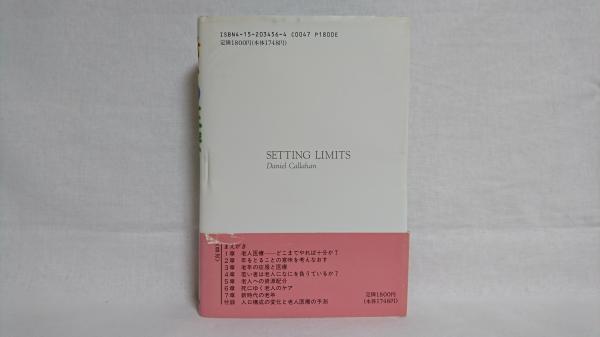 ISBN4-15-203456-4 C0047 P1800E
定価1800円(本体1748円)
SETTING LIMITS
Daniel Callahan
まえがき
1章 老人医療——どこまでやれば十分か?
2章 年をとることの意味を考えなおす
3章 老年の症服と医療
4章 若い者は老人になにを負うているか?
5章 老人への資源配分
6章 死にゆく老人のケア
7章 新時代の老年
付録 人口構成の変化と老人医療の予測
定価1800円
(本体1748円)